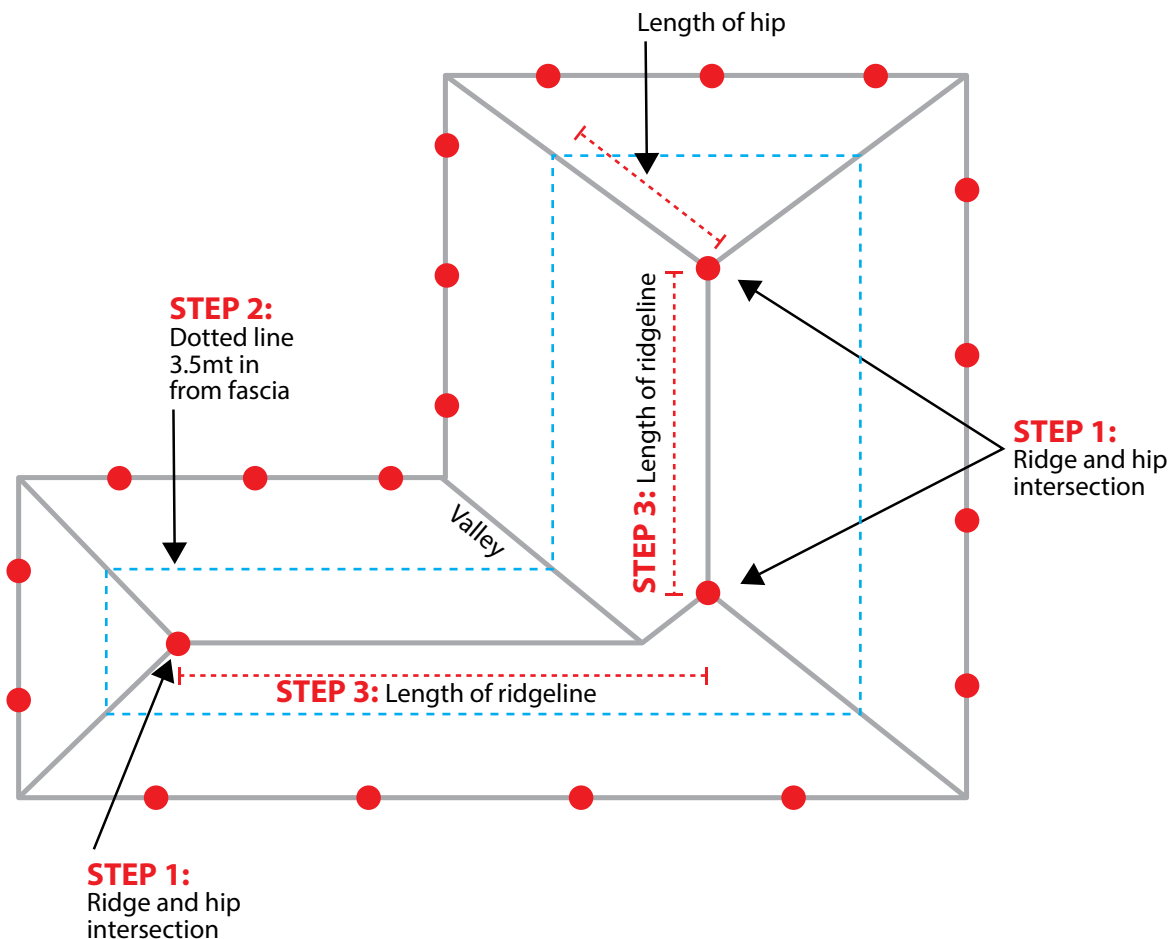 Length of hip
STEP 2:
Dotted line
3.5mt in
from fascia
STEP 3: Length of ridgeline
STEP 1:
Ridge and hip
intersection
Valley
STEP 3: Length of ridgeline
STEP 1:
Ridge and hip
intersection